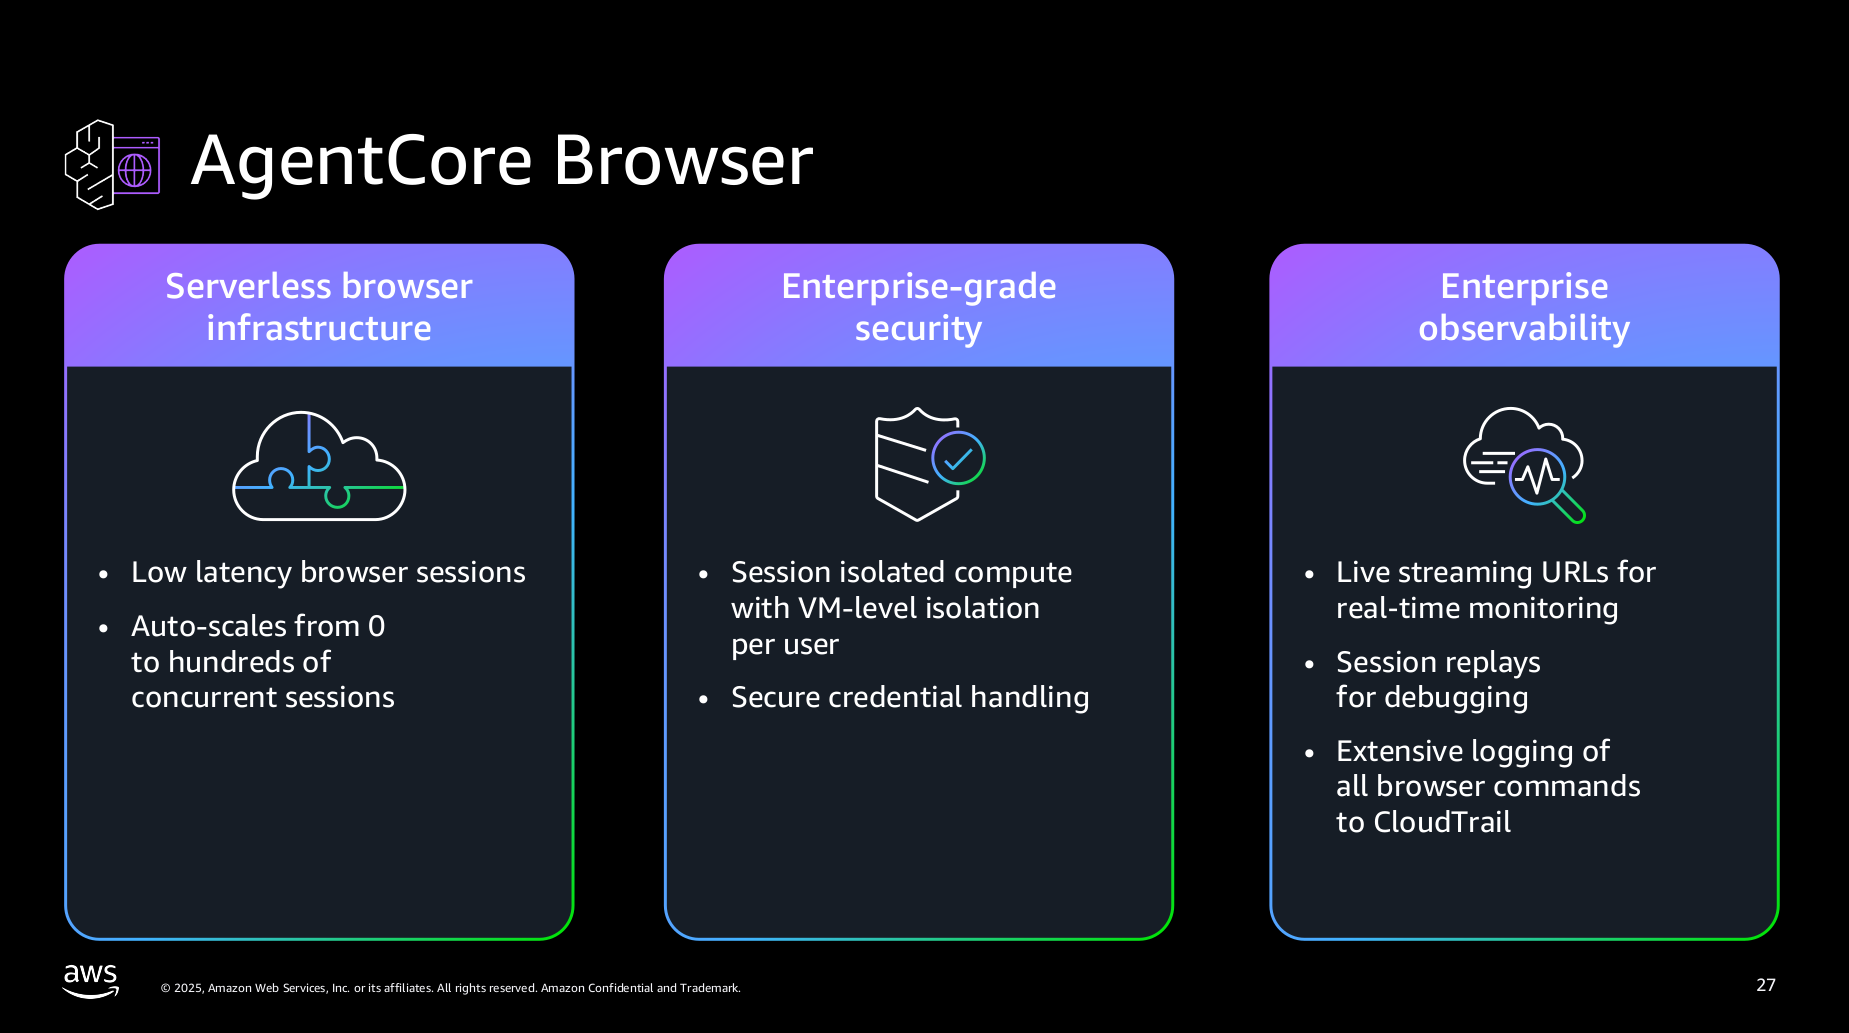 AgentCore Browser
Serverless browser
infrastructure
• Low latency browser sessions
• Auto-scales from 0
to hundreds of
concurrent sessions
Enterprise-grade
security
• Session isolated compute
with VM-level isolation
per user
• Secure credential handling
Enterprise
observability
• Live streaming URLs for
real-time monitoring
• Session replays
for debugging
• Extensive logging of
all browser commands
to CloudTrail
aws
© 2025, Amazon Web Services, Inc. or its affiliates. All rights reserved. Amazon Confidential and Trademark.
27